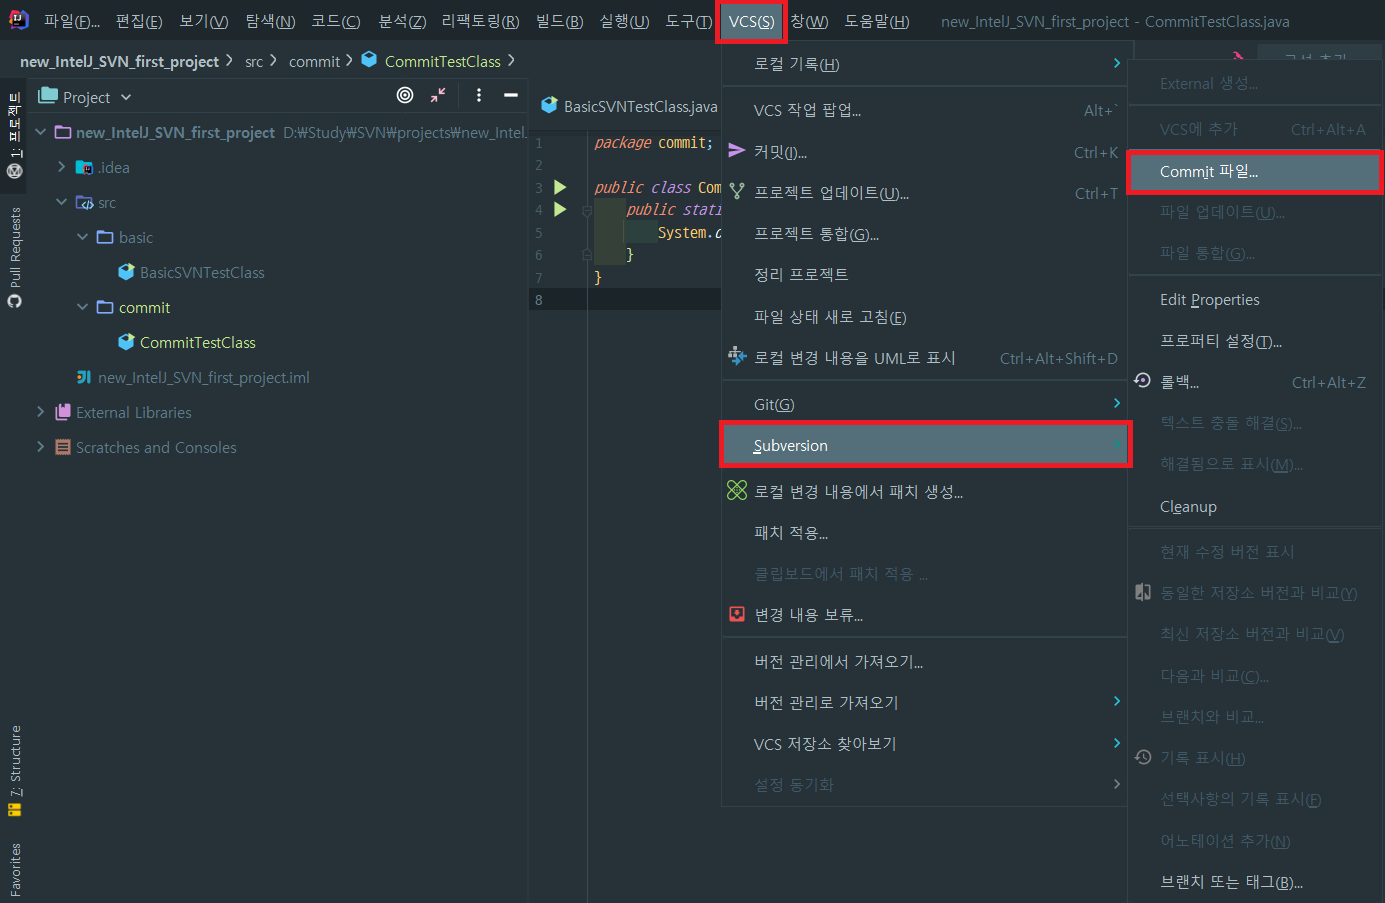 파일(F)... 편집(E) 보기(V) 탐색(N) 코드(C) 분석(Z) 리팩토링(R) 빌드(B) 실행(U) 도구(T) VCS(S) 창(W) 도움말(H) new_IntelJ_SVN_first_project - CommitTestClass.java
new_IntelJ_SVN_first_project src commit CommitTestClass
1: 프로젝트
Pull Requests
7: Structure
Favorites
Project
new_IntelJ_SVN_first_project D:₩Study₩SVN₩projects₩new_Intel.
.idea
src
basic
BasicSVNTestClass
commit
CommitTestClass
new_IntelJ_SVN_first_project.iml
External Libraries
Scratches and Consoles
BasicSVNTestClass.java
1 package commit;
2
3 public class Com
4 public stati
5 System.o
6 }
7 }
8
로컬 기록(H)
VCS 작업 팝업... Alt+`
커밋(I)... Ctrl+K
프로젝트 업데이트(U)... Ctrl+T
프로젝트 통합(G)...
정리 프로젝트
파일 상태 새로 고침(E)
로컬 변경 내용을 UML로 표시 Ctrl+Alt+Shift+D
Git(G)
Subversion
로컬 변경 내용에서 패치 생성...
패치 적용...
클립보드에서 패치 적용 ...
변경 내용 보류...
버전 관리에서 가져오기...
버전 관리로 가져오기
VCS 저장소 찾아보기
설정 동기화
External 생성...
VCS에 추가 Ctrl+Alt+A
Commit 파일...
파일 업데이트(U)...
파일 통합(G)...
Edit Properties
프로퍼티 설정(T)...
롤백... Ctrl+Alt+Z
텍스트 충돌 해결(S)...
해결됨으로 표시(M)...
Cleanup
현재 수정 버전 표시
동일한 저장소 버전과 비교(Y)
최신 저장소 버전과 비교(V)
다음과 비교(C)...
브랜치와 비교...
기록 표시(H)
선택사항의 기록 표시(F)
어노테이션 추가(N)
브랜치 또는 태그(B)...